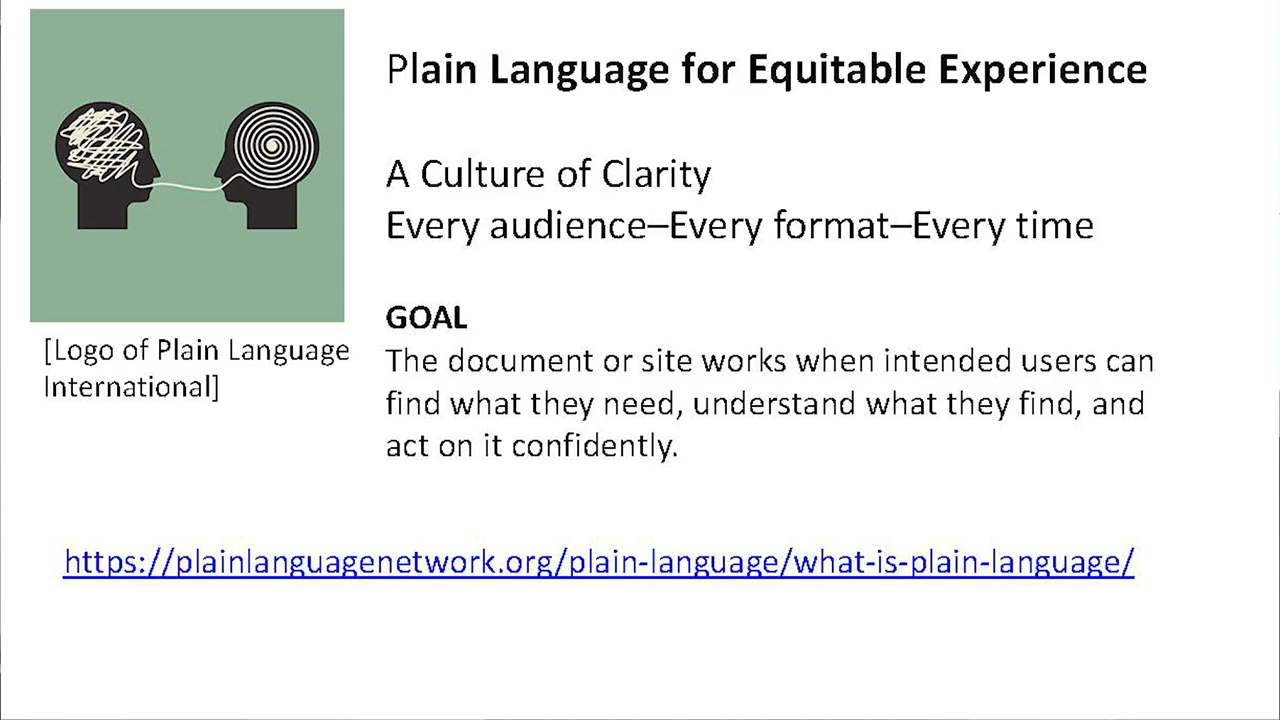 Plain Language for Equitable Experience
A Culture of Clarity
Every audience–Every format–Every time
GOAL
The document or site works when intended users can
find what they need, understand what they find, and
act on it confidently.
[Logo of Plain Language
International]
https://plainlanguagenetwork.org/plain-language/what-is-plain-language/